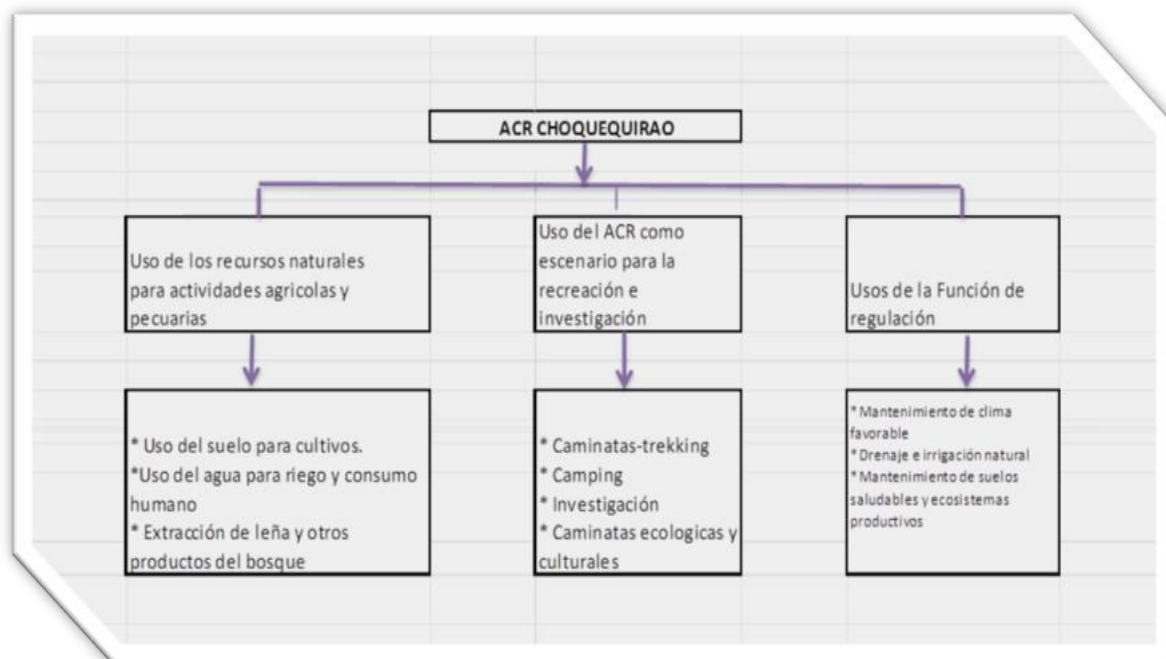 ACR CHOQUEQUIRAO
Uso de los recursos naturales
para actividades agricolas y
pecuarias
Uso del ACR como
escenario para la
recreación e
investigación
Usos de la Función de
regulación
* Uso del suelo para cultivos.
*Uso del agua para riego y consumo
humano
* Extracción de leña y otros
productos del bosque
* Caminatas-trekking
* Camping
* Investigación
* Caminatas ecologicas y
culturales
* Mantenimiento de clima
favorable
* Drenaje e irrigación natural
* Mantenimiento de suelos
saludables y ecosistemas
productivos